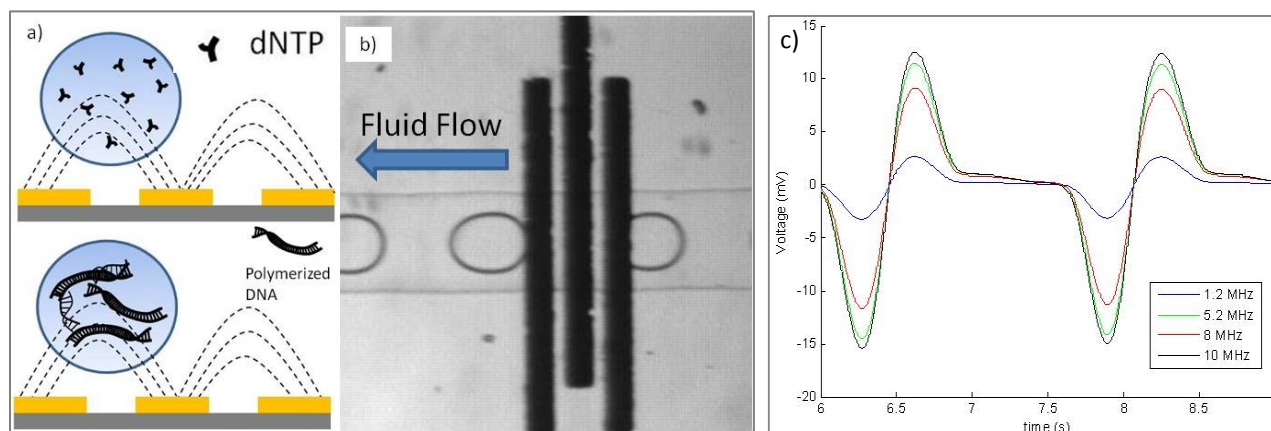 a)
dNTP
Polymerized
DNA
b)
Fluid Flow
c)
15
10
5
0
-5
-10
-15
-20
Voltage (mV)
6
6.5
7
7.5
8
8.5
time (s)
1.2 MHz
5.2 MHz
8 MHz
10 MHz